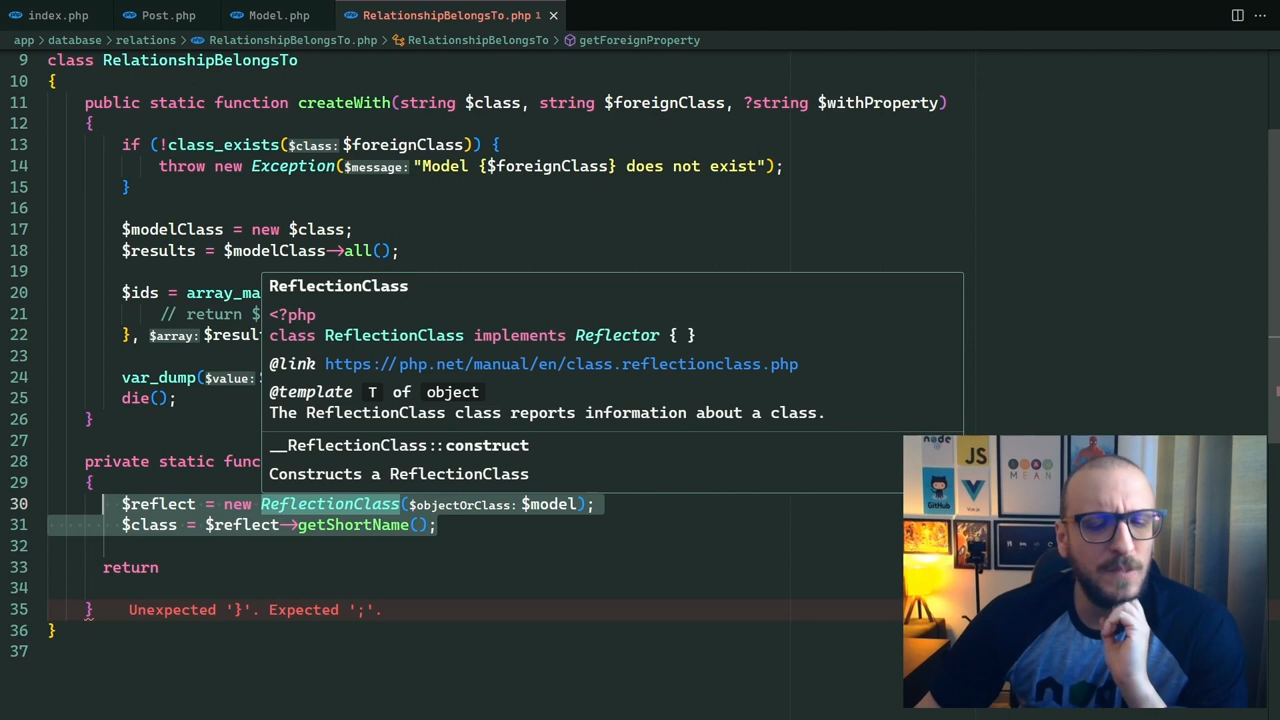 index.php
Post.php
Model.php
RelationshipBelongsTo.php 1
app > database > relations > RelationshipBelongsTo.php > RelationshipBelongsTo > getForeignProperty
9 class RelationshipBelongsTo
10 {
11 public static function createWith(string $class, string $foreignClass, ?string $withProperty)
12 {
13 if (!class_exists($class: $foreignClass)) {
14 throw new Exception($message: "Model {$foreignClass} does not exist");
15 }
16
17 $modelClass = new $class;
18 $results = $modelClass->all();
19
20 $ids = array_ma
21 // return $
22 }, $array: $resul
23
24 var_dump($value:
25 die();
26 }
27
28 private static func
29 {
30 $reflect = new ReflectionClass($objectOrClass: $model);
31 $class = $reflect->getShortName();
32
33 return
34
35 } Unexpected '}'. Expected ';'.
36 }
37
ReflectionClass
<?php
class ReflectionClass implements Reflector { }
@link https://php.net/manual/en/class.reflectionclass.php
@template T of object
The ReflectionClass class reports information about a class.
__ReflectionClass::construct
Constructs a ReflectionClass
node
JS
MEAN
GitHub